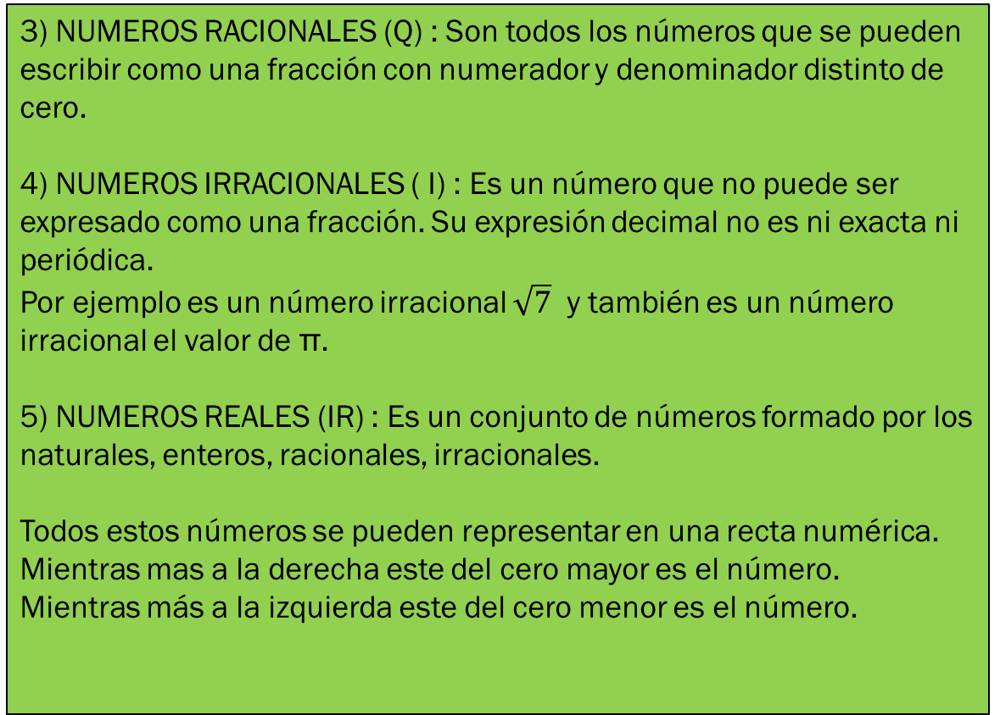 3) NUMEROS RACIONALES (Q) : Son todos los números que se pueden
escribir como una fracción con numerador y denominador distinto de
cero.
4) NUMEROS IRRACIONALES ( I) : Es un número que no puede ser
expresado como una fracción. Su expresión decimal no es ni exacta ni
periódica.
Por ejemplo es un número irracional √7 y también es un número
irracional el valor de π.
5) NUMEROS REALES (IR) : Es un conjunto de números formado por los
naturales, enteros, racionales, irracionales.
Todos estos números se pueden representar en una recta numérica.
Mientras mas a la derecha este del cero mayor es el número.
Mientras más a la izquierda este del cero menor es el número.